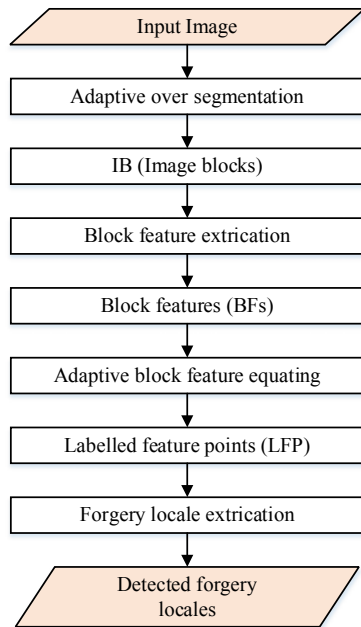 Input Image
Adaptive over segmentation
IB (Image blocks)
Block feature extrication
Block features (BFs)
Adaptive block feature equating
Labelled feature points (LFP)
Forgery locale extrication
Detected forgery
locales